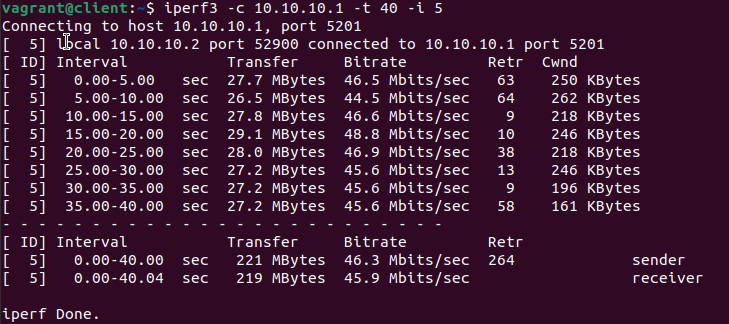 vagrant@client:~$ iperf3 -c 10.10.10.1 -t 40 -i 5
Connecting to host 10.10.10.1, port 5201
[  5] local 10.10.10.2 port 52900 connected to 10.10.10.1 port 5201
[ ID] Interval           Transfer     Bitrate         Retr  Cwnd
[  5]   0.00-5.00   sec  27.7 MBytes  46.5 Mbits/sec   63    250 KBytes
[  5]   5.00-10.00  sec  26.5 MBytes  44.5 Mbits/sec   64    262 KBytes
[  5]  10.00-15.00  sec  27.8 MBytes  46.6 Mbits/sec    9    218 KBytes
[  5]  15.00-20.00  sec  29.1 MBytes  48.8 Mbits/sec   10    246 KBytes
[  5]  20.00-25.00  sec  28.0 MBytes  46.9 Mbits/sec   38    218 KBytes
[  5]  25.00-30.00  sec  27.2 MBytes  45.6 Mbits/sec   13    246 KBytes
[  5]  30.00-35.00  sec  27.2 MBytes  45.6 Mbits/sec    9    196 KBytes
[  5]  35.00-40.00  sec  27.2 MBytes  45.6 Mbits/sec   58    161 KBytes
- - - - - - - - - - - - - - - - - - - - - - - - -
[ ID] Interval           Transfer     Bitrate         Retr
[  5]   0.00-40.00  sec   221 MBytes  46.3 Mbits/sec  264             sender
[  5]   0.00-40.04  sec   219 MBytes  45.9 Mbits/sec                  receiver
iperf Done.